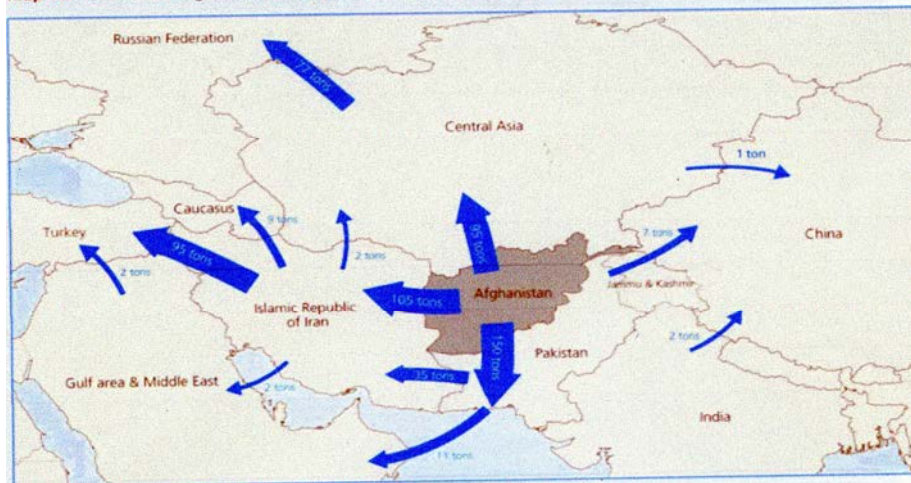 Russian Federation
77 tons
Central Asia
1 ton
Caucasus
9 tons
Turkey
95 tons
2 tons
2 tons
95 tons
7 tons
China
Jammu & Kashmir
Afghanistan
105 tons
Islamic Republic
of Iran
150 tons
Pakistan
2 tons
35 tons
Gulf area & Middle East
2 tons
India
11 tons